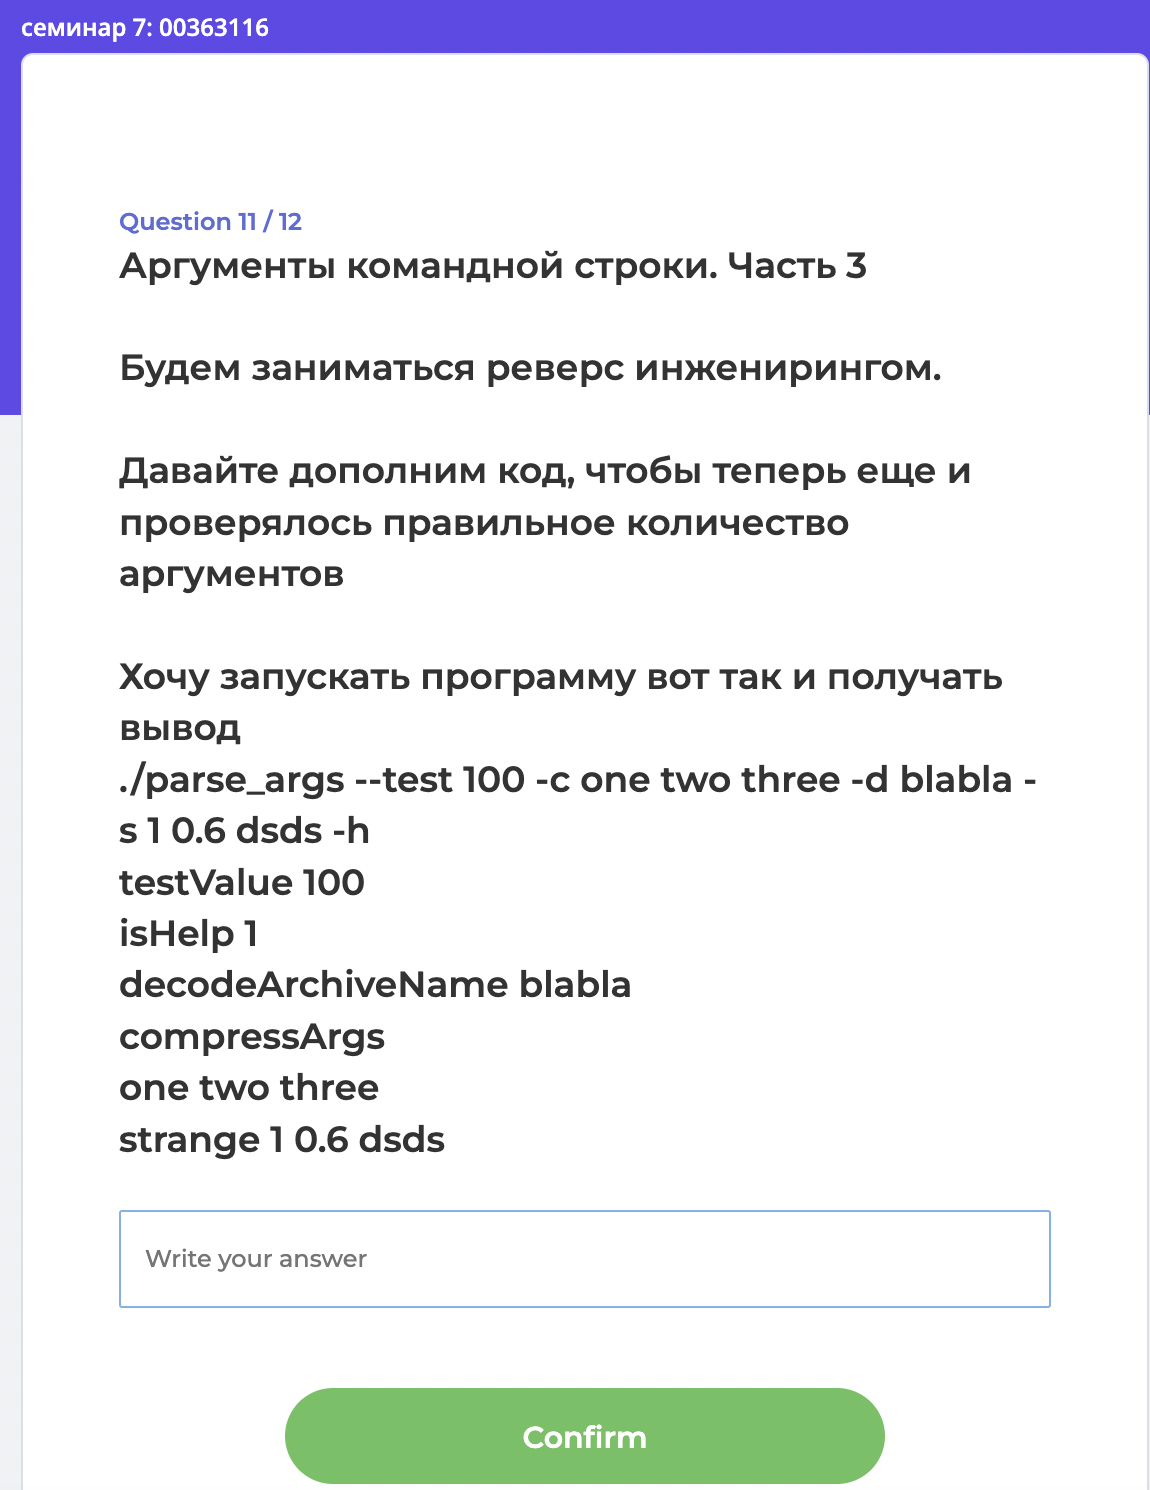 семинар 7: 00363116
Question 11 / 12
Аргументы командной строки. Часть 3
Будем заниматься реверс инженирингом.
Давайте дополним код, чтобы теперь еще и
проверялось правильное количество
аргументов
Хочу запускать программу вот так и получать
вывод
./parse_args --test 100 -c one two three -d blabla -
s 1 0.6 dsds -h
testValue 100
isHelp 1
decodeArchiveName blabla
compressArgs
one two three
strange 1 0.6 dsds
Write your answer
Confirm